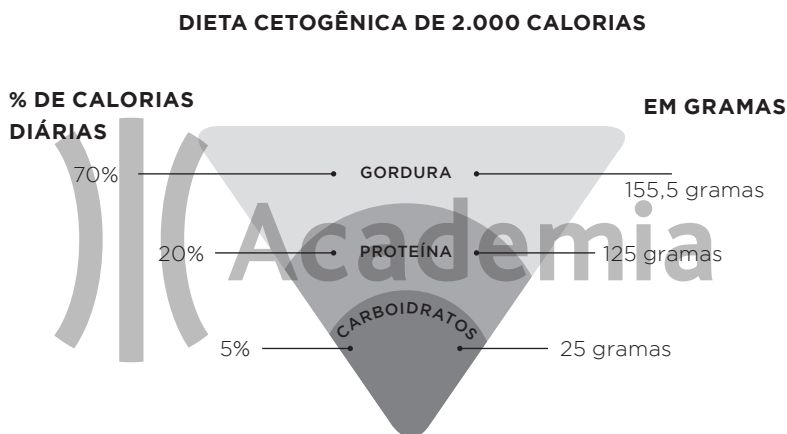 DIETA CETOGÊNICA DE 2.000 CALORIAS
% DE CALORIAS
DIÁRIAS
EM GRAMAS
70%
GORDURA
155,5 gramas
Academia
20%
PROTEÍNA
125 gramas
CARBOIDRATOS
5%
25 gramas